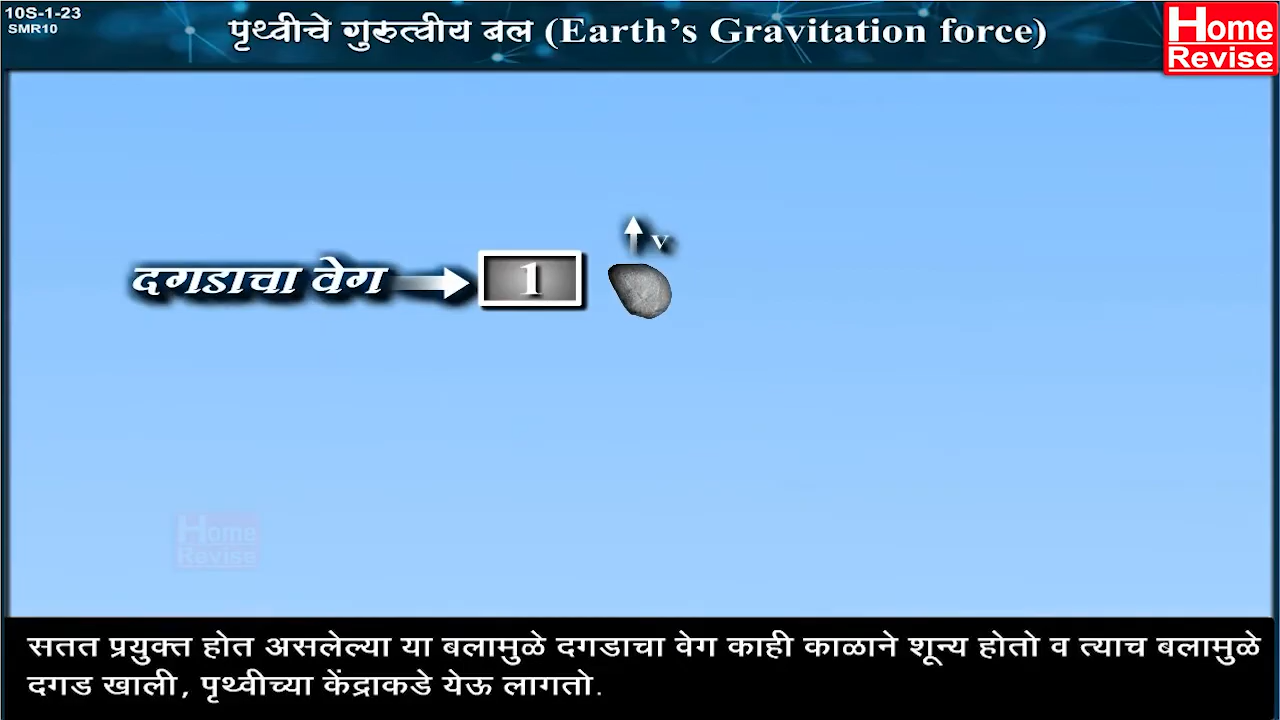 10S-1-23
SMR10
पृथ्वीचे गुरुत्वीय बल (Earth's Gravitation force)
Home
Revise
v
दगडाचा वेग
1
Home
Revise
सतत प्रयुक्त होत असलेल्या या बलामुळे दगडाचा वेग काही काळाने शून्य होतो व त्याच बलामुळे
दगड खाली, पृथ्वीच्या केंद्राकडे येऊ लागतो.